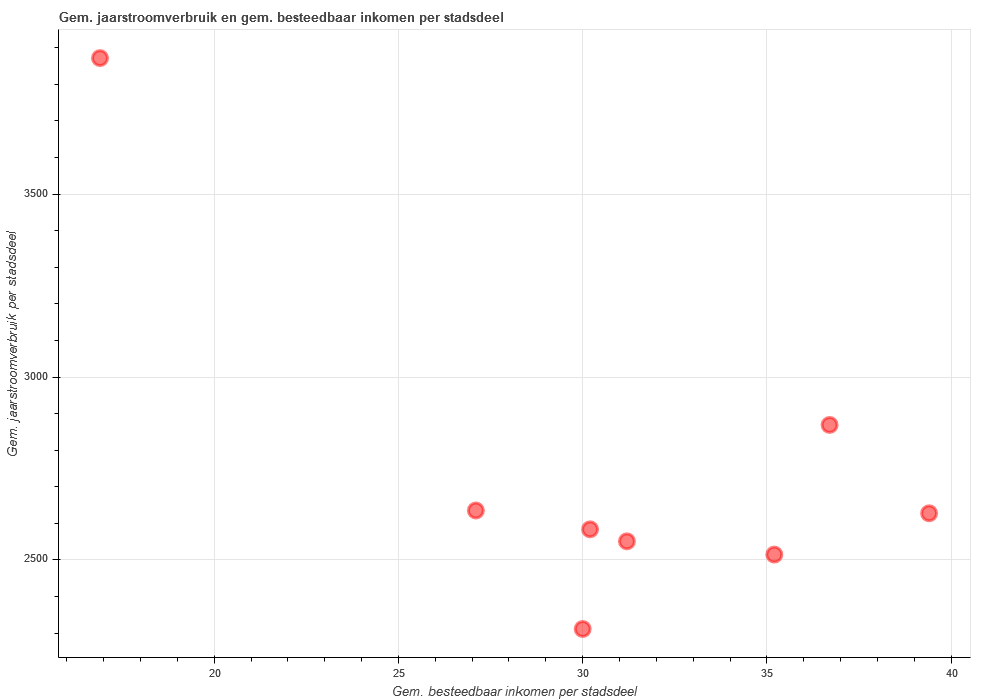 Gem. jaarstroomverbruik en gem. besteedbaar inkomen per stadsdeel
Gem. jaarstroomverbruik per stadsdeel
3500
3000
2500
20
25
30
35
40
Gem. besteedbaar inkomen per stadsdeel